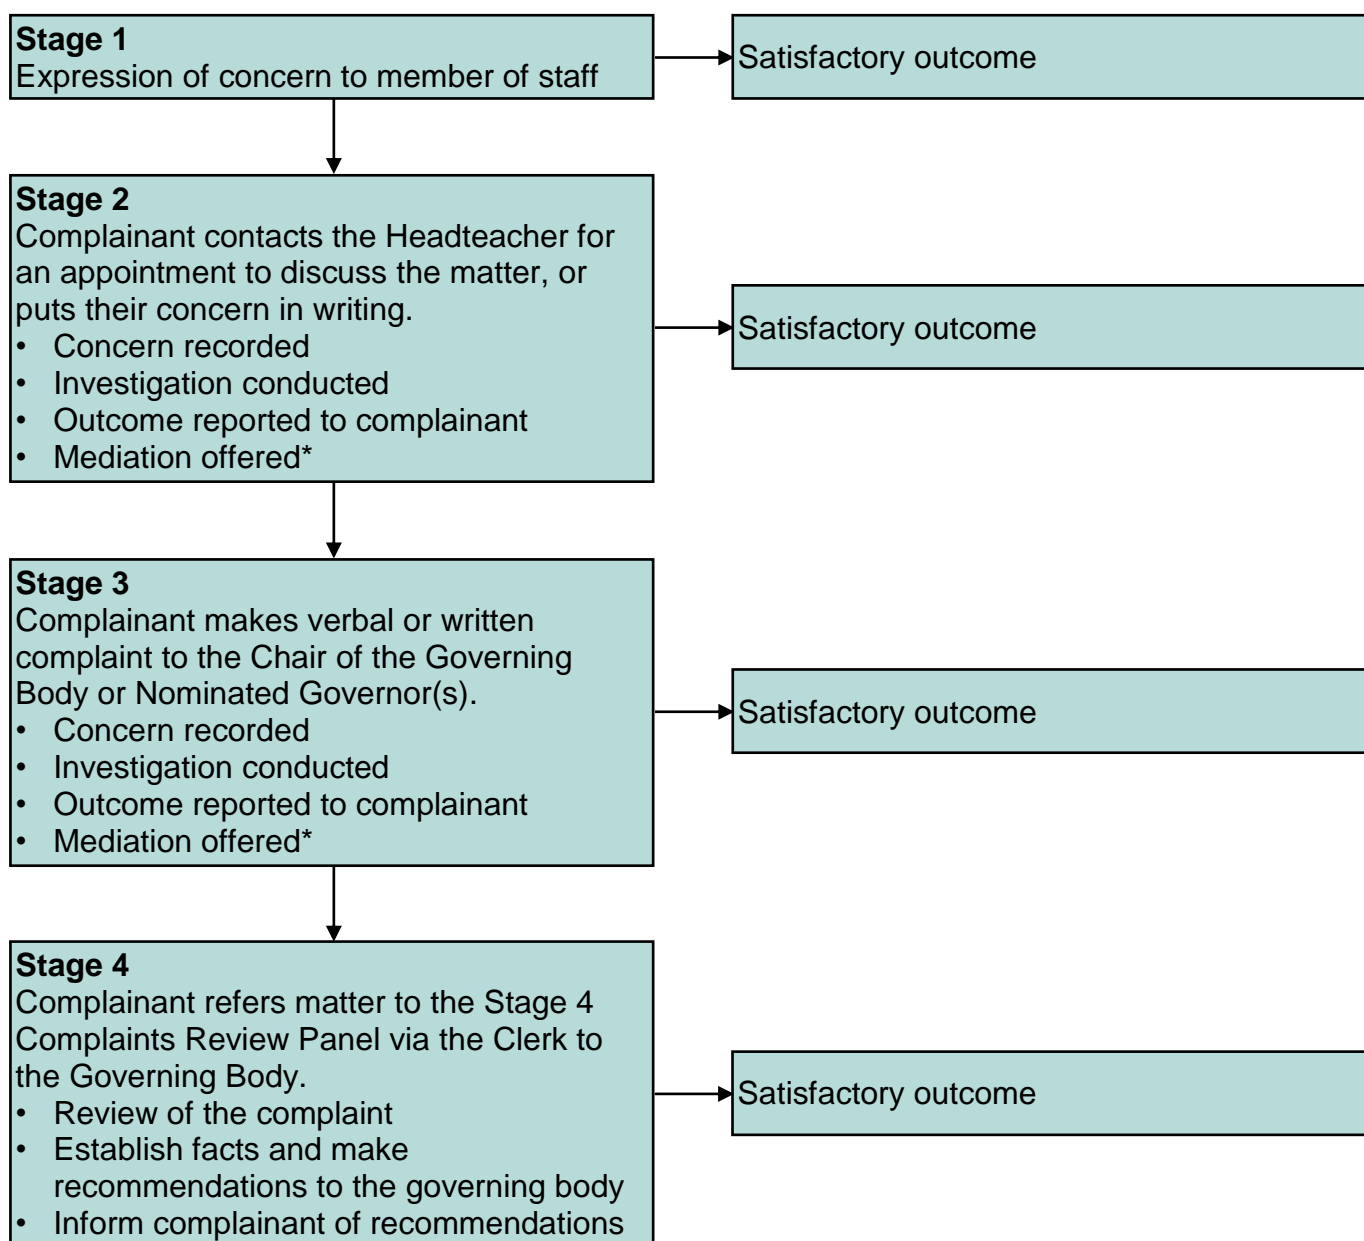 Stage 1
Expression of concern to member of staff
Satisfactory outcome
Stage 2
Complainant contacts the Headteacher for
an appointment to discuss the matter, or
puts their concern in writing.
• Concern recorded
• Investigation conducted
• Outcome reported to complainant
• Mediation offered*
Satisfactory outcome
Stage 3
Complainant makes verbal or written
complaint to the Chair of the Governing
Body or Nominated Governor(s).
• Concern recorded
• Investigation conducted
• Outcome reported to complainant
• Mediation offered*
Satisfactory outcome
Stage 4
Complainant refers matter to the Stage 4
Complaints Review Panel via the Clerk to
the Governing Body.
• Review of the complaint
• Establish facts and make
recommendations to the governing body
• Inform complainant of recommendations
Satisfactory outcome